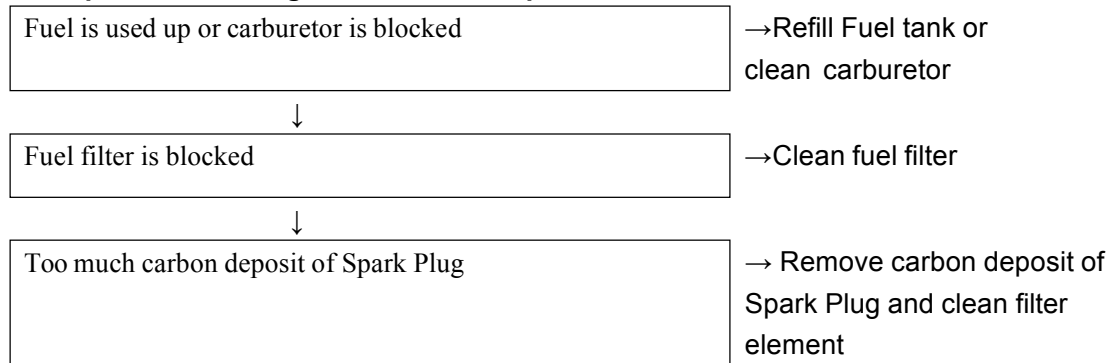 Fuel is used up or carburetor is blocked
→Refill Fuel tank or
clean carburetor
↓
Fuel filter is blocked
→Clean fuel filter
↓
Too much carbon deposit of Spark Plug
→ Remove carbon deposit of
Spark Plug and clean filter
element